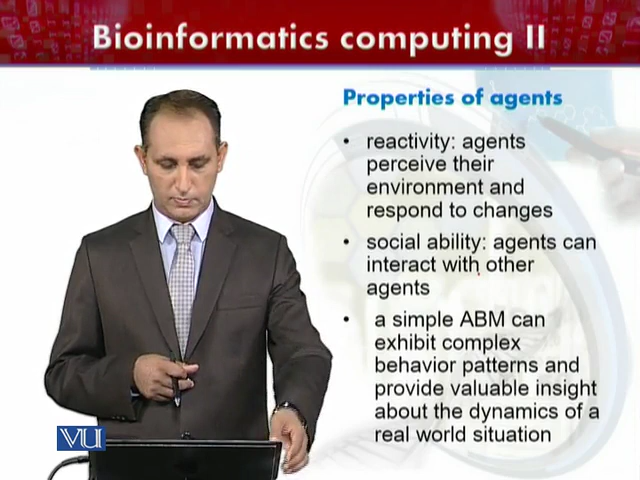 Bioinformatics computing II
Properties of agents
• reactivity: agents
perceive their
environment and
respond to changes
• social ability: agents can
interact with other
agents
• a simple ABM can
exhibit complex
behavior patterns and
provide valuable insight
about the dynamics of a
real world situation
VU